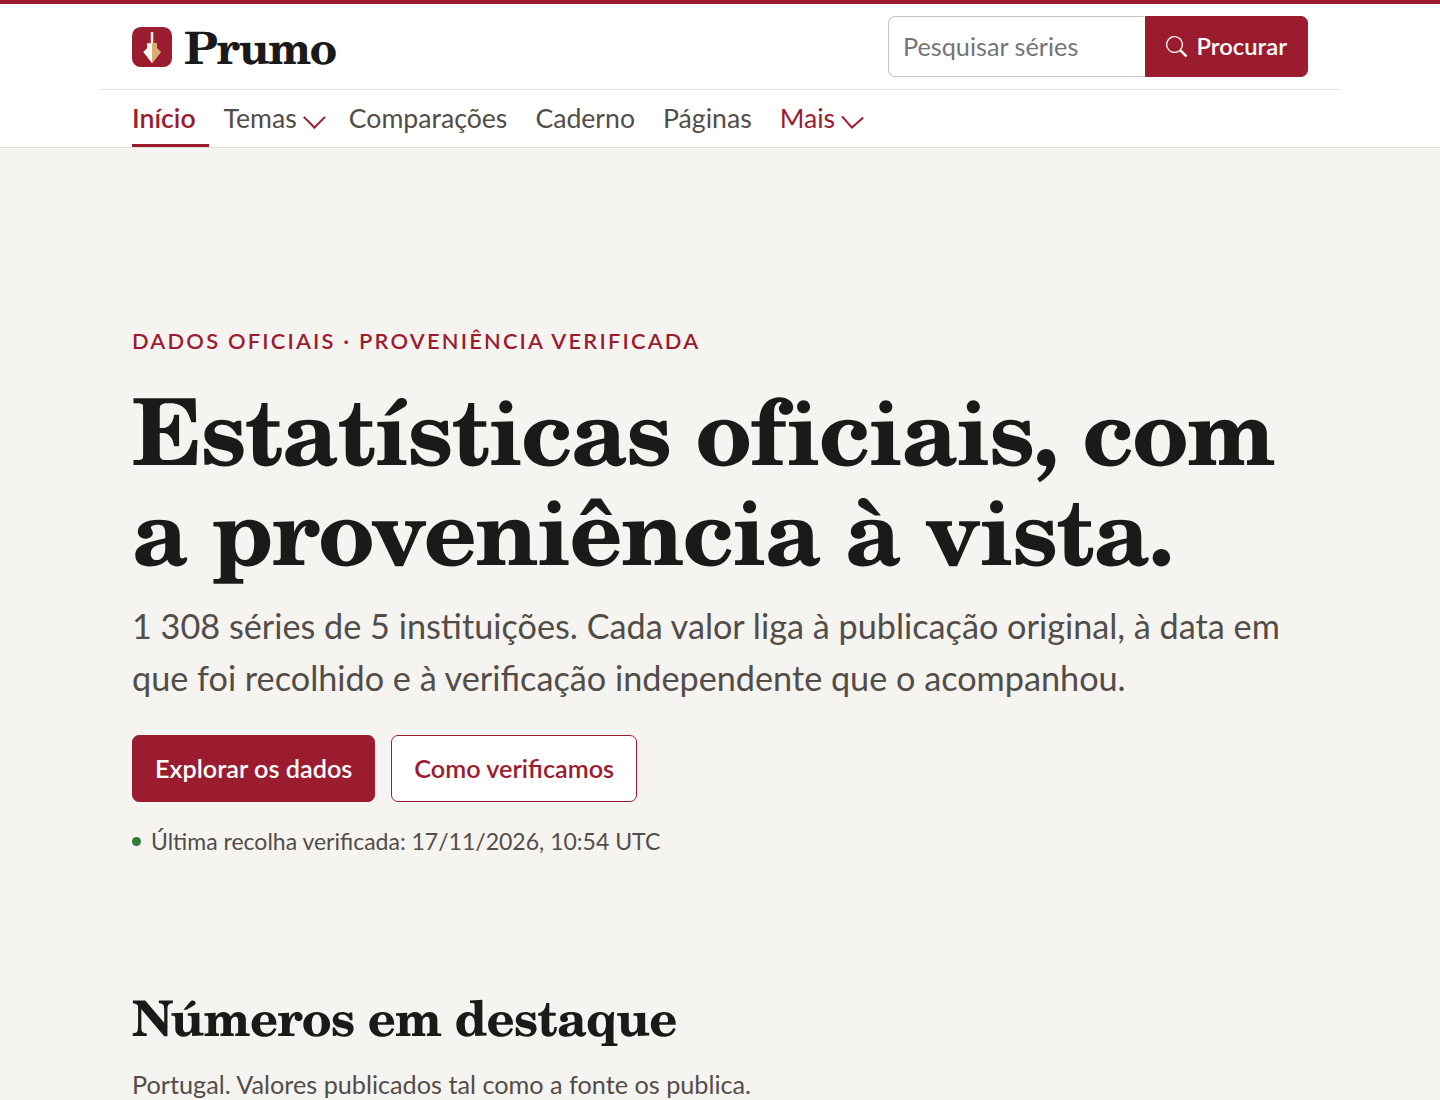 Prumo
Pesquisar séries
Procurar
Início Temas Comparações Caderno Páginas Mais
DADOS OFICIAIS · PROVENIÊNCIA VERIFICADA
Estatísticas oficiais, com
a proveniência à vista.
1 308 séries de 5 instituições. Cada valor liga à publicação original, à data em
que foi recolhido e à verificação independente que o acompanhou.
Explorar os dados
Como verificamos
Última recolha verificada: 17/11/2026, 10:54 UTC
Números em destaque
Portugal. Valores publicados tal como a fonte os publica.